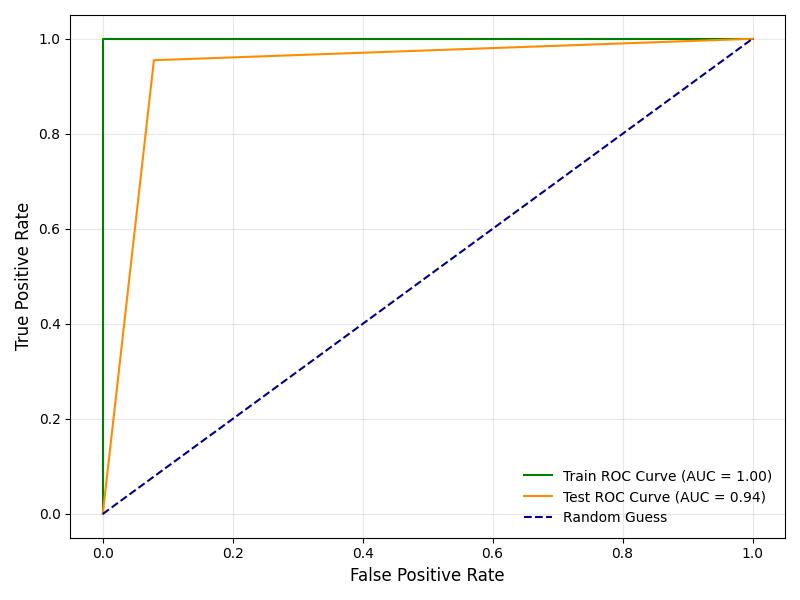 1.0
0.8
0.6
0.4
0.2
0.0
True Positive Rate
Train ROC Curve (AUC = 1.00)
Test ROC Curve (AUC = 0.94)
Random Guess
0.0 0.2 0.4 0.6 0.8 1.0
False Positive Rate